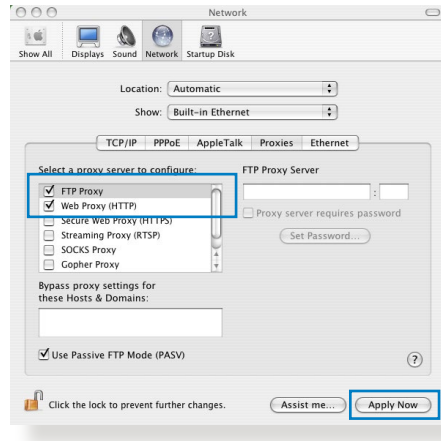 Network
Show All Displays Sound Network Startup Disk
Location: Automatic
Show: Built-in Ethernet
TCP/IP PPPoE AppleTalk Proxies Ethernet
Select a proxy server to configure: FTP Proxy Server
FTP Proxy :
Web Proxy (HTTP) Proxy server requires password
Secure Web Proxy (HTTPS)
Streaming Proxy (RTSP) Set Password...
SOCKS Proxy
Gopher Proxy
Bypass proxy settings for
these Hosts & Domains:
Use Passive FTP Mode (PASV) ?
Click the lock to prevent further changes. Assist me... Apply Now